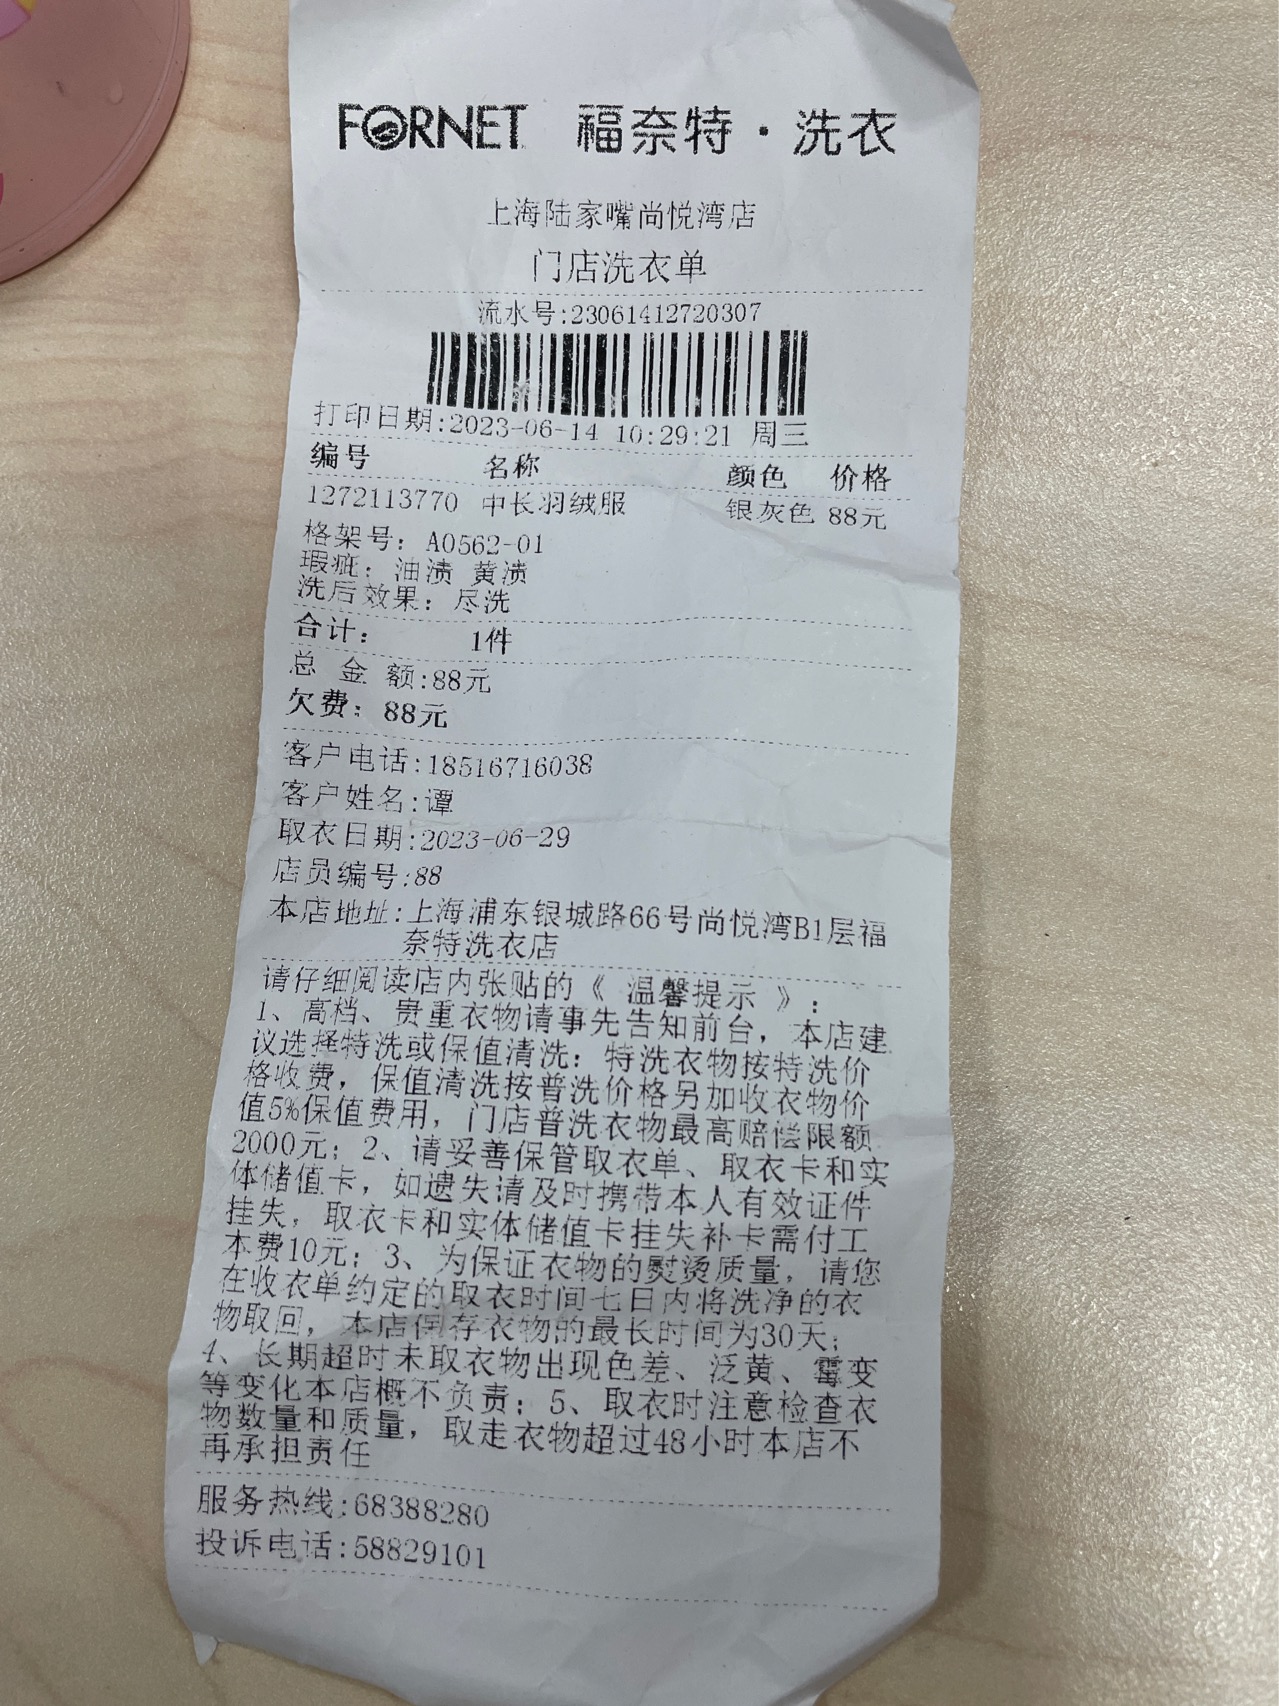 FORNET 福奈特·洗衣
上海陆家嘴尚悦湾店
门店洗衣单
流水号:23061412720307
打印日期:2023-06-14 10:29:21 周三
编号 名称 颜色 价格
1272113770 中长羽绒服 银灰色 88元
格架号: A0562-01
瑕疵: 油渍 黄渍
洗后效果: 尽洗
合计: 1件
总 金 额:88元
欠费: 88元
客户电话:18516716038
客户姓名:谭
取衣日期:2023-06-29
店员编号:88
本店地址:上海浦东银城路66号尚悦湾B1层福
奈特洗衣店
请仔细阅读店内张贴的《 温馨提示 》:
1、高档、贵重衣物请事先告知前台, 本店建
议选择特洗或保值清洗: 特洗衣物按特洗价
格收费, 保值清洗按普洗价格另加收衣物价
值5%保值费用, 门店普洗衣物最高赔偿限额
2000元; 2、请妥善保管取衣单、取衣卡和实
体储值卡, 如遗失请及时携带本人有效证件
挂失, 取衣卡和实体储值卡挂失补卡需付工
本费10元; 3、为保证衣物的熨烫质量, 请您
在收衣单约定的取衣时间七日内将洗净的衣
物取回, 本店保存衣物的最长时间为30天;
4、长期超时未取衣物出现色差、泛黄、霉变
等变化本店概不负责; 5、取衣时注意检查衣
物数量和质量, 取走衣物超过48小时本店不
再承担责任
服务热线:68388280
投诉电话:58829101